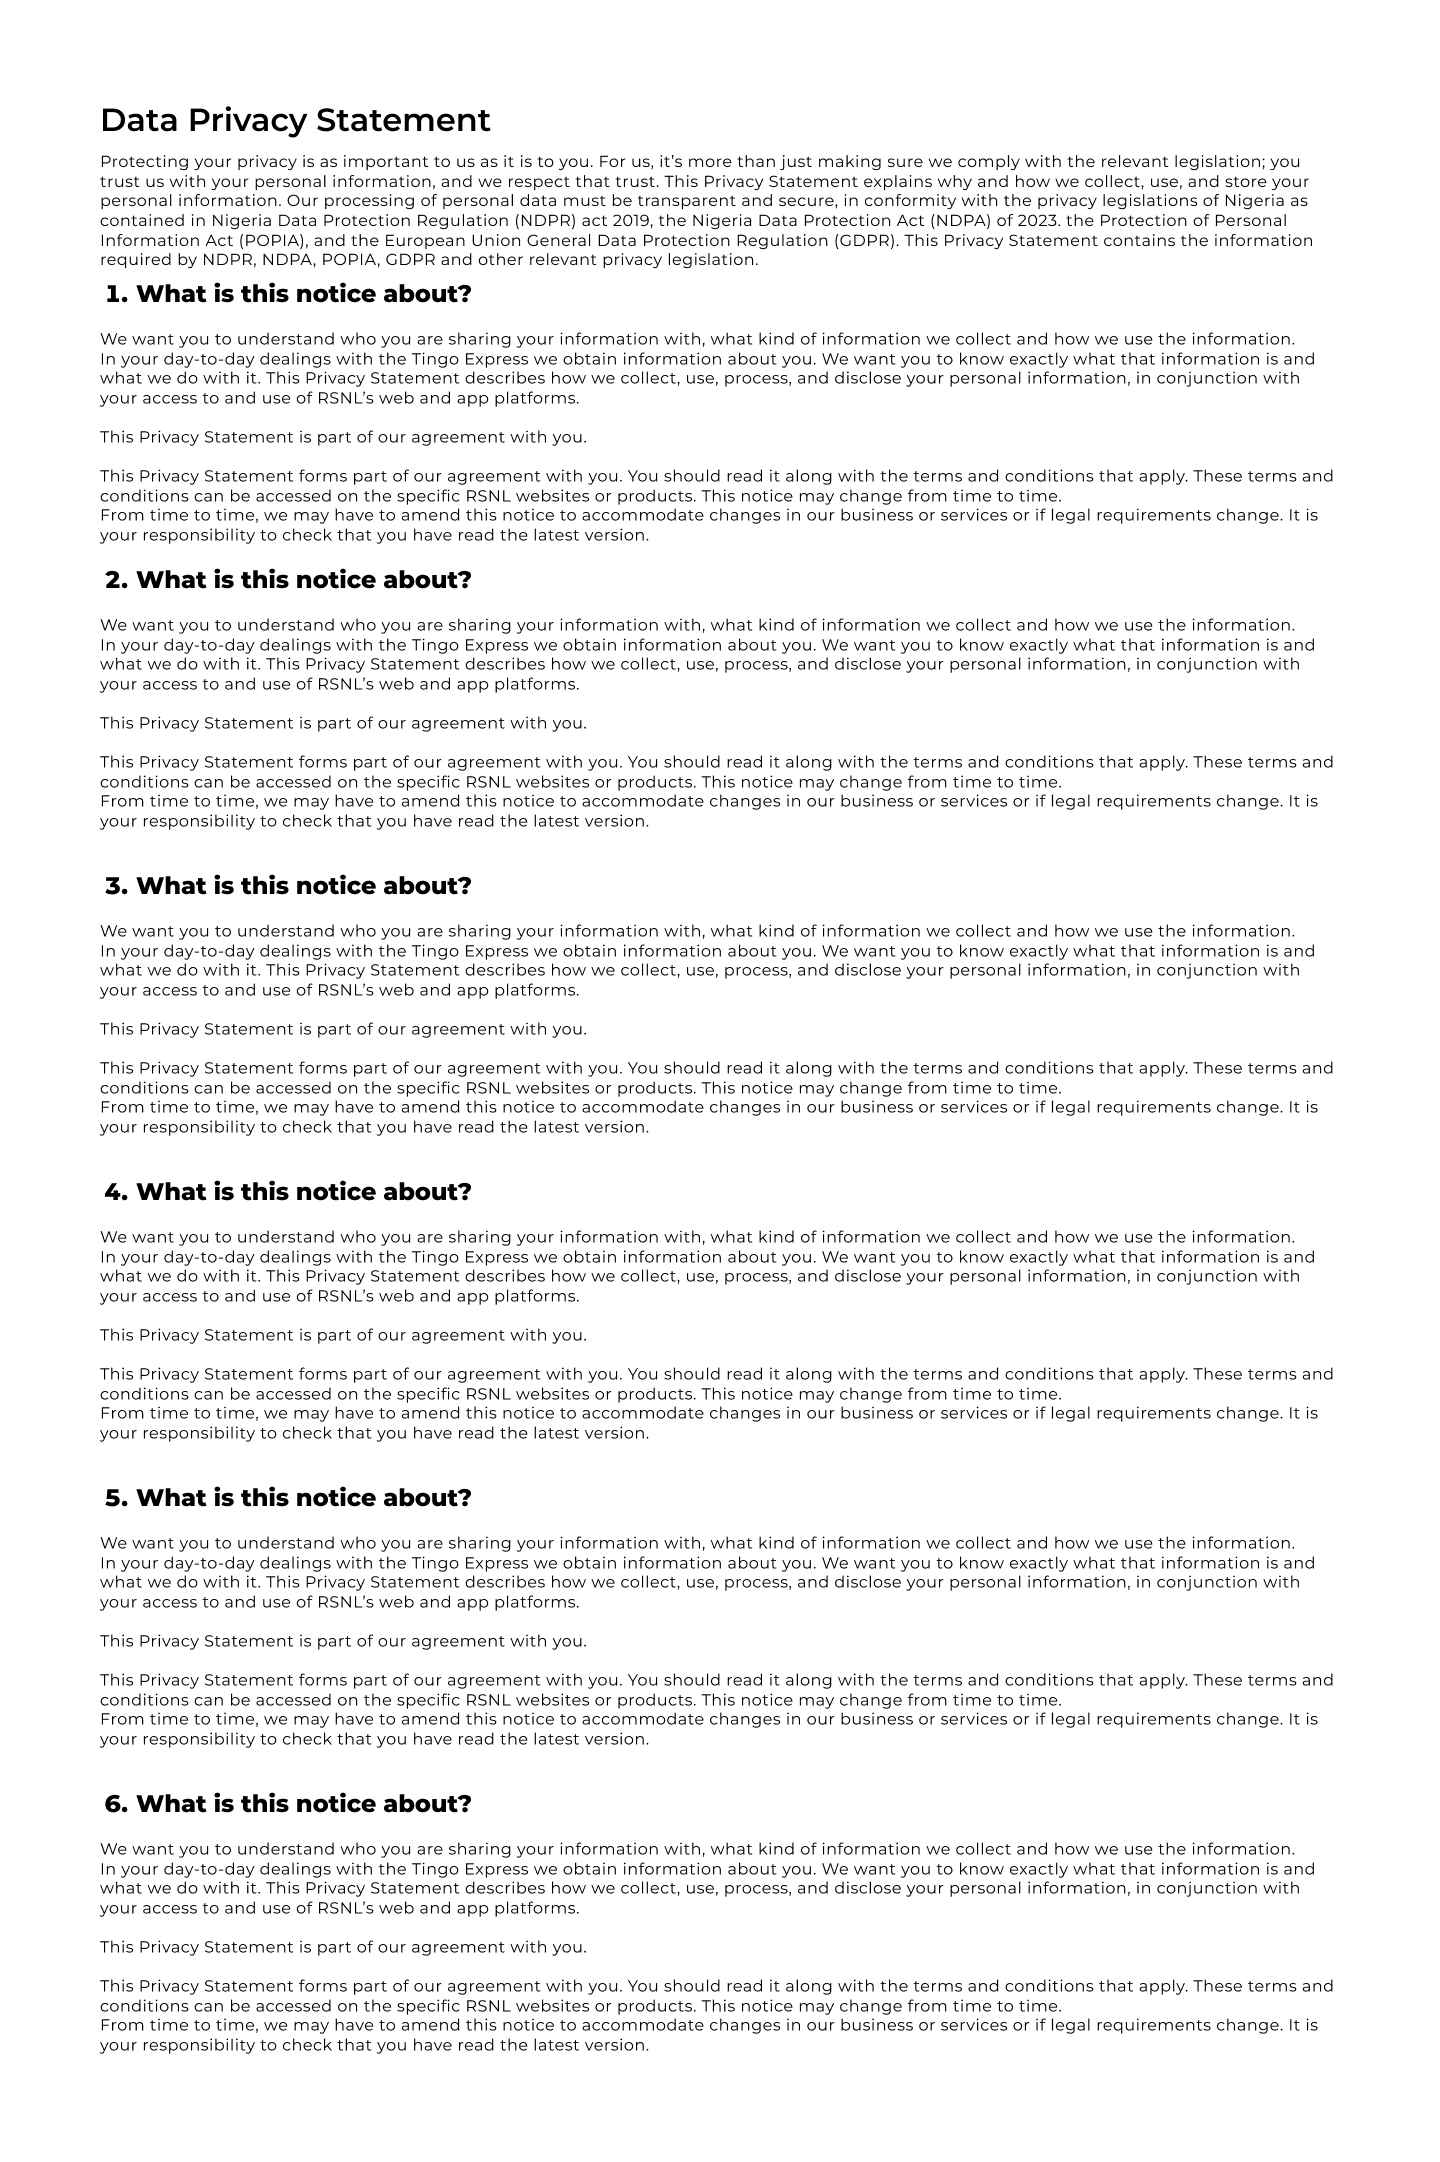 Data Privacy Statement
Protecting your privacy is as important to us as it is to you. For us, it’s more than just making sure we comply with the relevant legislation; you
trust us with your personal information, and we respect that trust. This Privacy Statement explains why and how we collect, use, and store your
personal information. Our processing of personal data must be transparent and secure, in conformity with the privacy legislations of Nigeria as
contained in Nigeria Data Protection Regulation (NDPR) act 2019, the Nigeria Data Protection Act (NDPA) of 2023. the Protection of Personal
Information Act (POPIA), and the European Union General Data Protection Regulation (GDPR). This Privacy Statement contains the information
required by NDPR, NDPA, POPIA, GDPR and other relevant privacy legislation.
1. What is this notice about?
We want you to understand who you are sharing your information with, what kind of information we collect and how we use the information.
In your day-to-day dealings with the Tingo Express we obtain information about you. We want you to know exactly what that information is and
what we do with it. This Privacy Statement describes how we collect, use, process, and disclose your personal information, in conjunction with
your access to and use of RSNL’s web and app platforms.
This Privacy Statement is part of our agreement with you.
This Privacy Statement forms part of our agreement with you. You should read it along with the terms and conditions that apply. These terms and
conditions can be accessed on the specific RSNL websites or products. This notice may change from time to time.
From time to time, we may have to amend this notice to accommodate changes in our business or services or if legal requirements change. It is
your responsibility to check that you have read the latest version.
2. What is this notice about?
We want you to understand who you are sharing your information with, what kind of information we collect and how we use the information.
In your day-to-day dealings with the Tingo Express we obtain information about you. We want you to know exactly what that information is and
what we do with it. This Privacy Statement describes how we collect, use, process, and disclose your personal information, in conjunction with
your access to and use of RSNL’s web and app platforms.
This Privacy Statement is part of our agreement with you.
This Privacy Statement forms part of our agreement with you. You should read it along with the terms and conditions that apply. These terms and
conditions can be accessed on the specific RSNL websites or products. This notice may change from time to time.
From time to time, we may have to amend this notice to accommodate changes in our business or services or if legal requirements change. It is
your responsibility to check that you have read the latest version.
3. What is this notice about?
We want you to understand who you are sharing your information with, what kind of information we collect and how we use the information.
In your day-to-day dealings with the Tingo Express we obtain information about you. We want you to know exactly what that information is and
what we do with it. This Privacy Statement describes how we collect, use, process, and disclose your personal information, in conjunction with
your access to and use of RSNL’s web and app platforms.
This Privacy Statement is part of our agreement with you.
This Privacy Statement forms part of our agreement with you. You should read it along with the terms and conditions that apply. These terms and
conditions can be accessed on the specific RSNL websites or products. This notice may change from time to time.
From time to time, we may have to amend this notice to accommodate changes in our business or services or if legal requirements change. It is
your responsibility to check that you have read the latest version.
4. What is this notice about?
We want you to understand who you are sharing your information with, what kind of information we collect and how we use the information.
In your day-to-day dealings with the Tingo Express we obtain information about you. We want you to know exactly what that information is and
what we do with it. This Privacy Statement describes how we collect, use, process, and disclose your personal information, in conjunction with
your access to and use of RSNL’s web and app platforms.
This Privacy Statement is part of our agreement with you.
This Privacy Statement forms part of our agreement with you. You should read it along with the terms and conditions that apply. These terms and
conditions can be accessed on the specific RSNL websites or products. This notice may change from time to time.
From time to time, we may have to amend this notice to accommodate changes in our business or services or if legal requirements change. It is
your responsibility to check that you have read the latest version.
5. What is this notice about?
We want you to understand who you are sharing your information with, what kind of information we collect and how we use the information.
In your day-to-day dealings with the Tingo Express we obtain information about you. We want you to know exactly what that information is and
what we do with it. This Privacy Statement describes how we collect, use, process, and disclose your personal information, in conjunction with
your access to and use of RSNL’s web and app platforms.
This Privacy Statement is part of our agreement with you.
This Privacy Statement forms part of our agreement with you. You should read it along with the terms and conditions that apply. These terms and
conditions can be accessed on the specific RSNL websites or products. This notice may change from time to time.
From time to time, we may have to amend this notice to accommodate changes in our business or services or if legal requirements change. It is
your responsibility to check that you have read the latest version.
6. What is this notice about?
We want you to understand who you are sharing your information with, what kind of information we collect and how we use the information.
In your day-to-day dealings with the Tingo Express we obtain information about you. We want you to know exactly what that information is and
what we do with it. This Privacy Statement describes how we collect, use, process, and disclose your personal information, in conjunction with
your access to and use of RSNL’s web and app platforms.
This Privacy Statement is part of our agreement with you.
This Privacy Statement forms part of our agreement with you. You should read it along with the terms and conditions that apply. These terms and
conditions can be accessed on the specific RSNL websites or products. This notice may change from time to time.
From time to time, we may have to amend this notice to accommodate changes in our business or services or if legal requirements change. It is
your responsibility to check that you have read the latest version.